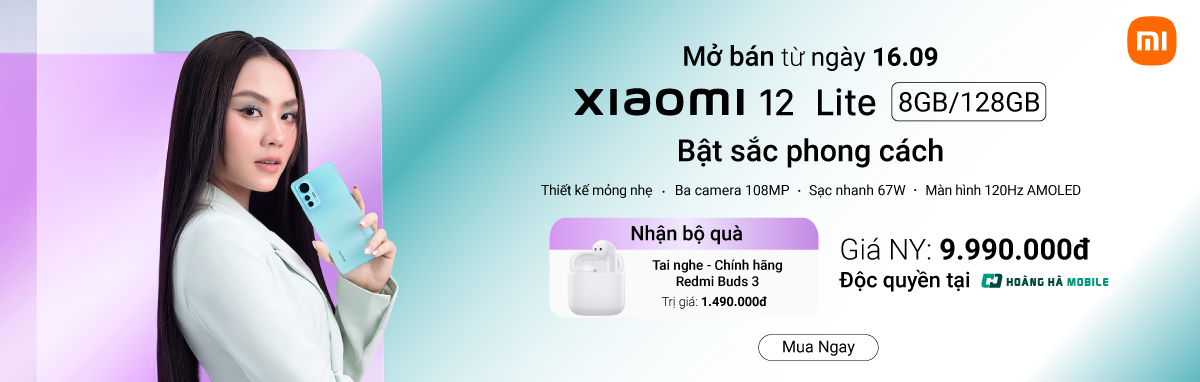 mi
Mở bán từ ngày 16.09
xiaomi 12 Lite 8GB/128GB
Bật sắc phong cách
Thiết kế mỏng nhẹ • Ba camera 108MP • Sạc nhanh 67W • Màn hình 120Hz AMOLED
Nhận bộ quà
Tai nghe - Chính hãng
Redmi Buds 3
Trị giá: 1.490.000đ
Giá NY: 9.990.000đ
Độc quyền tại HOÀNG HÀ MOBILE
Mua Ngay